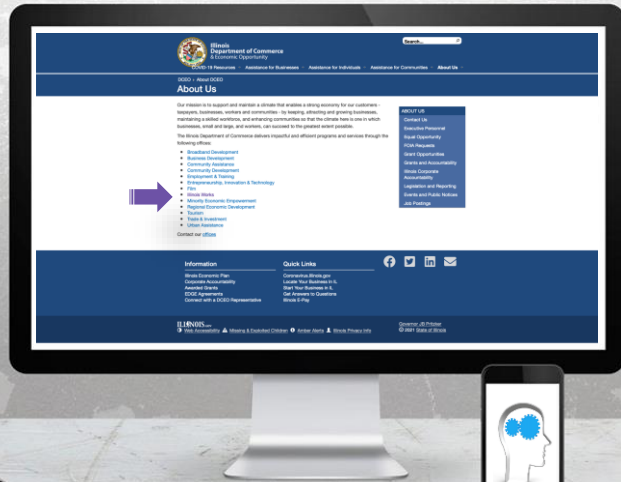 Illinois
Department of Commerce
& Economic Opportunity
Search...
COVID-19 Resources Assistance for Businesses Assistance for Individuals Assistance for Communities About Us
DCEO > About DCEO
About Us
Our mission is to support and maintain a climate that enables a strong economy for our customers -
taxpayers, businesses, workers and communities - by keeping, attracting and growing businesses,
maintaining a skilled workforce, and enhancing communities so that the climate here is one in which
businesses, small and large, and workers, can succeed to the greatest extent possible.
The Illinois Department of Commerce delivers impactful and efficient programs and services through the
following offices:
Broadband Development
Business Development
Community Assistance
Community Development
Employment & Training
Entrepreneurship, Innovation & Technology
Film
Illinois Works
Minority Economic Empowerment
Regional Economic Development
Tourism
Trade & Investment
Urban Assistance
Contact our offices
ABOUT US
Contact Us
Executive Personnel
Equal Opportunity
FOIA Requests
Grant Opportunities
Grants and Accountability
Illinois Corporate
Accountability
Legislation and Reporting
Events and Public Notices
Job Postings
Information
Illinois Economic Plan
Corporate Accountability
Awarded Grants
EDGE Agreements
Connect with a DCEO Representative
Quick Links
Coronavirus.illinois.gov
Locate Your Business in IL
Start Your Business in IL
Get Answers to Questions
Illinois E-Pay
ILLINOIS.gov
Web Accessibility Missing & Exploited Children Amber Alerts Illinois Privacy Info
Governor JB Pritzker
© 2021 State of Illinois